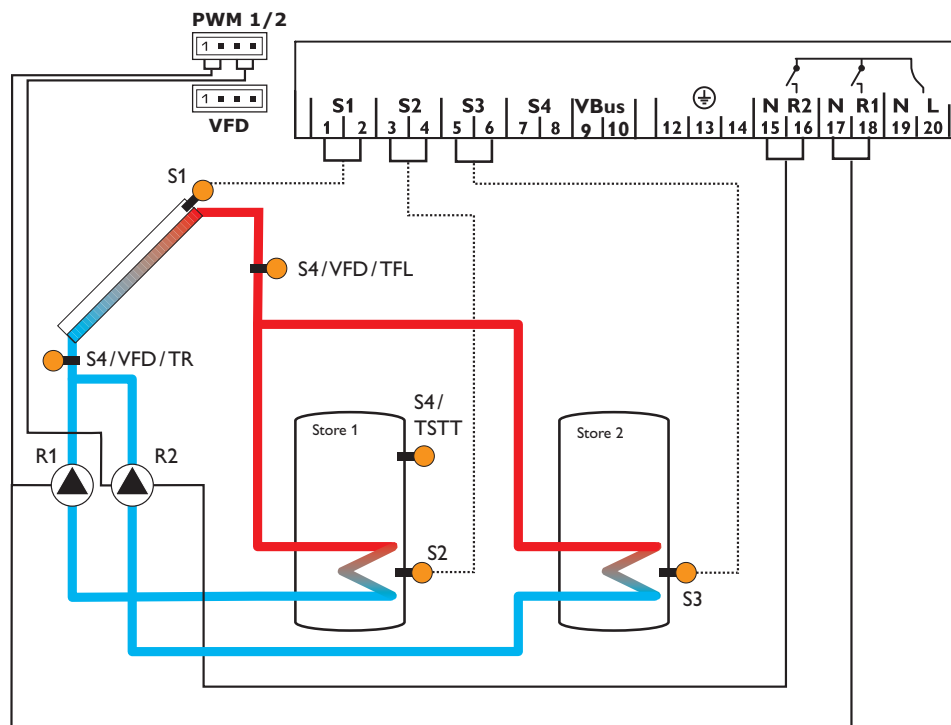 PWM 1/2
1
1
VFD
S1 S2 S3 S4 VBus N R2 N R1 N L
1 2 3 4 5 6 7 8 9 10 12 13 14 15 16 17 18 19 20
S1
S4/VFD/TFL
S4/VFD/TR
S4/
TSTT
Store 1
Store 2
R1
R2
S2
S3